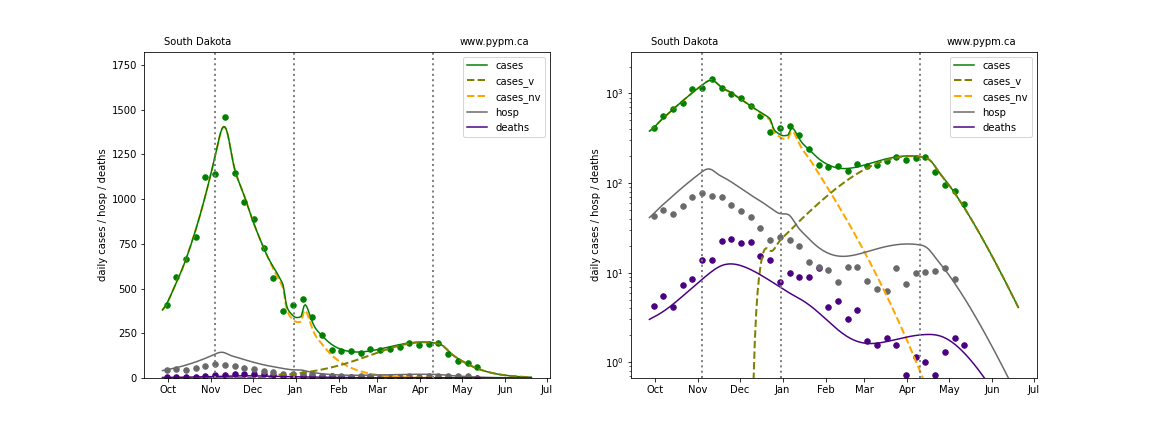 South Dakota www.pypm.ca
1750
1500
1250
1000
750
500
250
0
daily cases / hosp / deaths
Oct Nov Dec Jan Feb Mar Apr May Jun Jul
cases
cases_v
cases_nv
hosp
deaths
South Dakota www.pypm.ca
10³
10²
10¹
10⁰
daily cases / hosp / deaths
Oct Nov Dec Jan Feb Mar Apr May Jun Jul
cases
cases_v
cases_nv
hosp
deaths